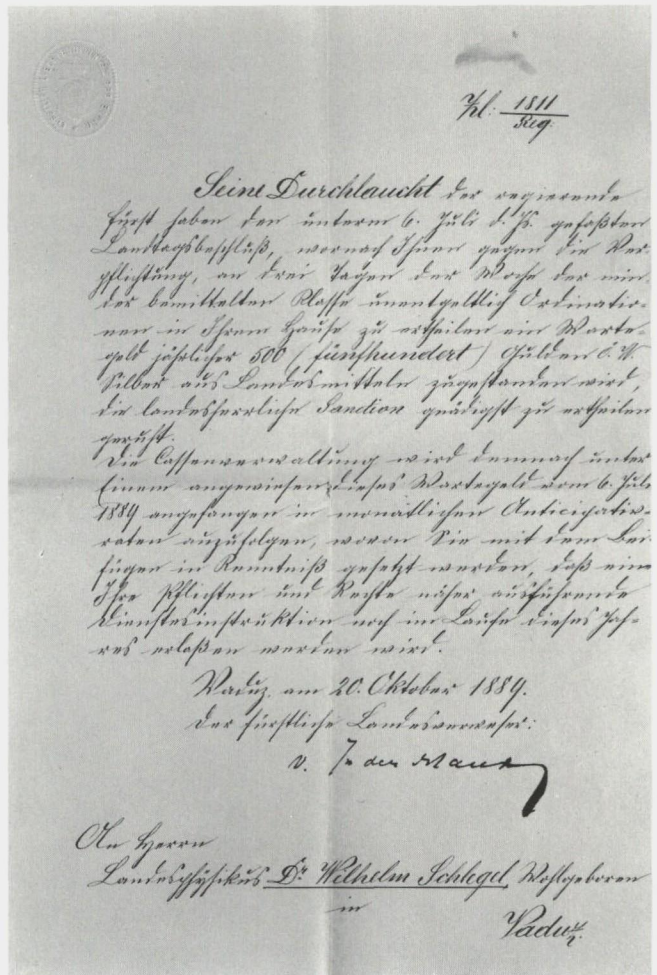 Zl. 1811
Reg.
Seine Durchlaucht der regierende
Fürst haben den unterm 6. Juli d. Js. gefaßten
Landtagsbeschluß, wornach Ihnen gegen die Ver-
pflichtung, an drei Tagen der Woche der min-
der bemittelten Klasse unentgeltlich Ordinatio-
nen in Ihrem Hause zu ertheilen ein Warte-
geld jährlicher 500 (fünfhundert) Gulden ö. W.
Silber aus Landesmitteln zugestanden wird,
die landesherrliche Sanction gnädigst zu ertheilen
geruht.
Die Cassenverwaltung wird demnach unter
Einem angewiesen dieses Wartegeld vom 6. Juli
1889 angefangen in monatlichen Anticipativ-
raten auszufolgen, wovon Sie mit dem Bei-
fügen in Kenntniß gesetzt werden, daß eine
Ihre Pflichten und Rechte näher ausführende
Dienstesinstruktion noch im Laufe dieses Jah-
res erlaßen werden wird.
Vaduz, am 20. Oktober 1889.
Der fürstliche Landesverweser:
v. In der Maur
An Herrn
Landesphysikus Dr Wilhelm Schlegel, Wohlgeboren
in
Vaduz.